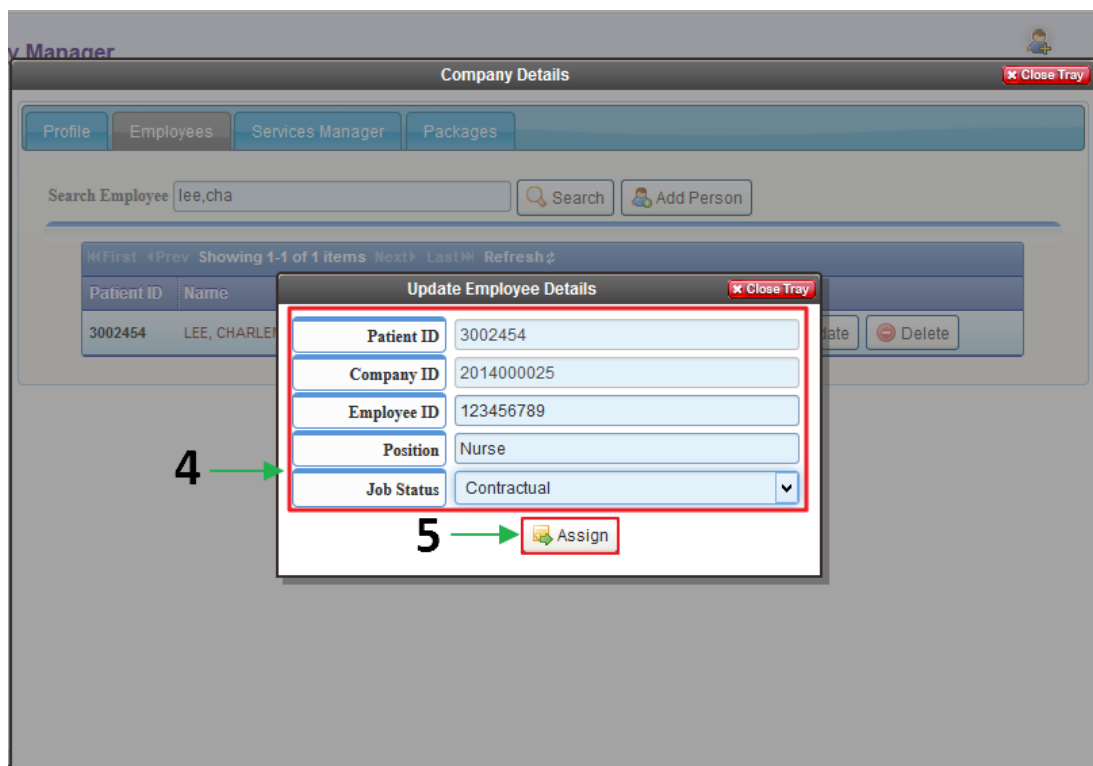 y Manager
Company Details
Close Tray
Profile Employees Services Manager Packages
Search Employee lee,cha Search Add Person
First Prev Showing 1-1 of 1 items Next Last Refresh
Patient ID Name
3002454 LEE, CHARLE date Delete
Update Employee Details Close Tray
Patient ID 3002454
Company ID 2014000025
Employee ID 123456789
Position Nurse
4
Job Status Contractual
5 Assign